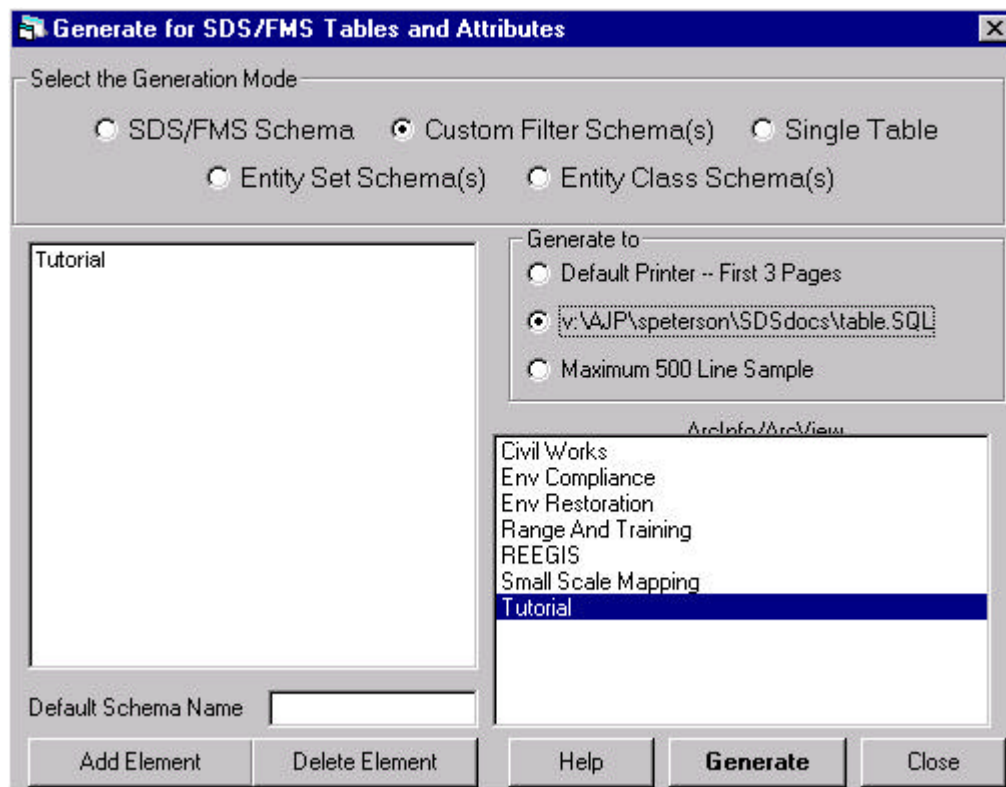 Generate for SDS/FMS Tables and Attributes
Select the Generation Mode
SDS/FMS Schema Custom Filter Schema(s) Single Table
Entity Set Schema(s) Entity Class Schema(s)
Tutorial
Generate to
Default Printer -- First 3 Pages
v:\AJP\speterson\SDSdocs\table.SQL
Maximum 500 Line Sample
ArcInfo/ArcView
Civil Works
Env Compliance
Env Restoration
Range And Training
REEGIS
Small Scale Mapping
Tutorial
Default Schema Name
Add Element Delete Element Help Generate Close